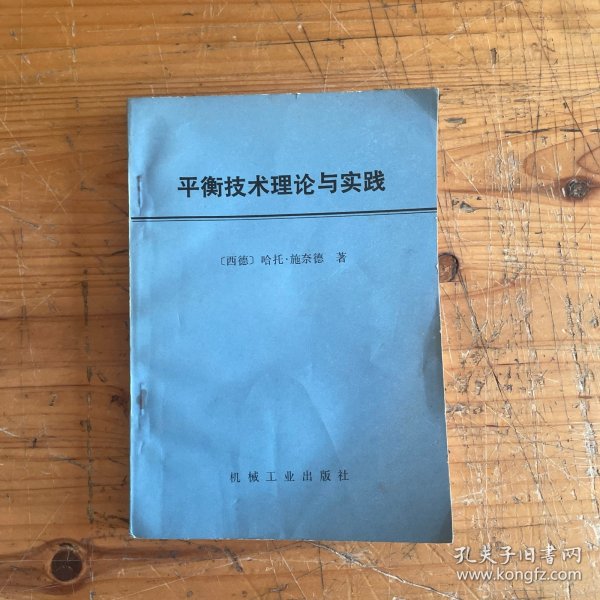 平衡技术理论与实践
〔西德〕哈托·施奈德 著
机械工业出版社
孔夫子旧书网
www.kongfz.com